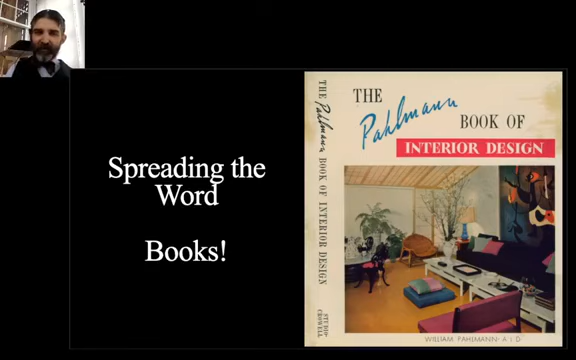 Spreading the
Word
Books!
THE Pahlmann BOOK OF INTERIOR DESIGN
STUDIO-
CROWELL
THE
Pahlmann
BOOK OF
INTERIOR DESIGN
WILLIAM PAHLMANN · A I D